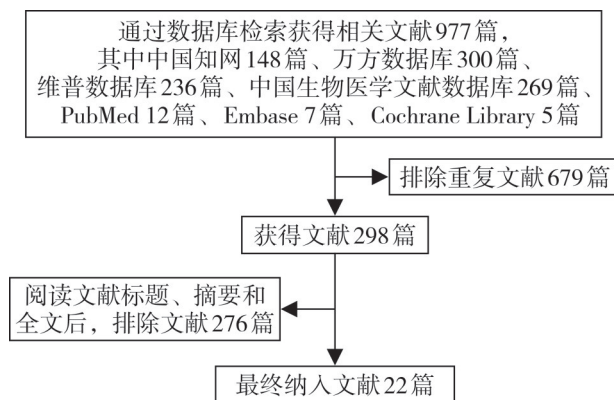 通过数据库检索获得相关文献977篇，
其中中国知网148篇、万方数据库300篇、
维普数据库236篇、中国生物医学文献数据库269篇、
PubMed 12篇、Embase 7篇、Cochrane Library 5篇
排除重复文献679篇
获得文献298篇
阅读文献标题、摘要和
全文后，排除文献276篇
最终纳入文献22篇